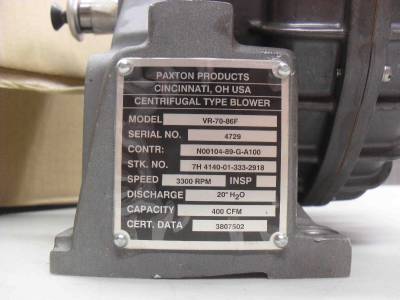 PAXTON PRODUCTS
CINCINNATI, OH USA
CENTRIFUGAL TYPE BLOWER
MODEL VR-70-86F
SERIAL NO. 4729
CONTR: N00104-89-G-A100
STK. NO. 7H 4140-01-333-2918
SPEED 3300 RPM INSP
DISCHARGE 20" H₂O
CAPACITY 400 CFM
CERT. DATA 3807502